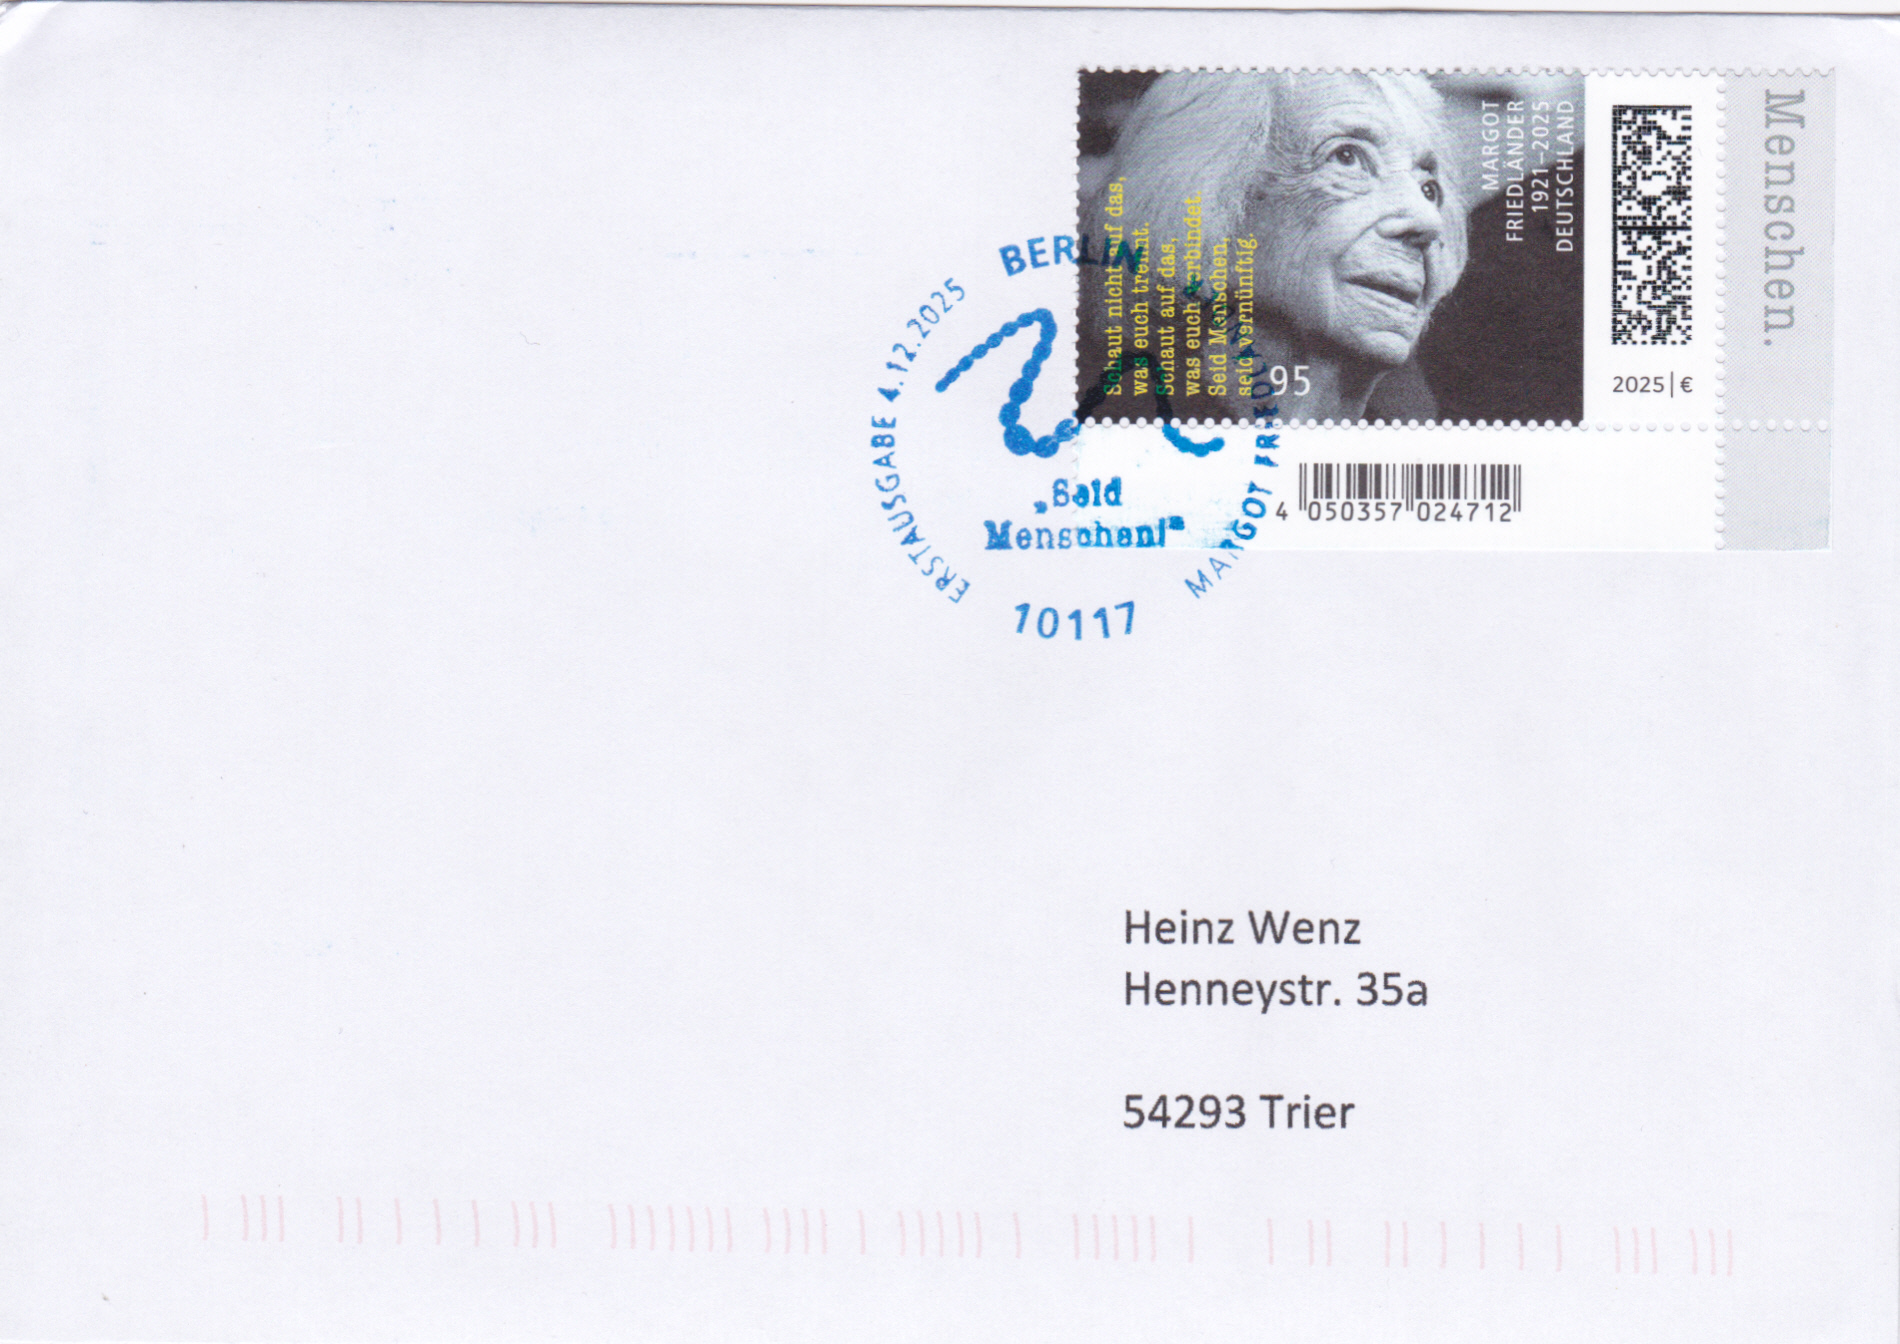 MARGOT
FRIEDLÄNDER
1921–2025
DEUTSCHLAND
Schaut nicht auf das,
was euch trennt.
Schaut auf das,
was euch verbindet.
Seid Menschen,
seid vernünftig.
95
2025|€
Menschen.
4 050357 024712
BERLIN
ERSTAUSGABE 4.12.2025
„Seid
Menschen!“
MARGOT FRIEDLÄNDER
10117
Heinz Wenz
Henneystr. 35a
54293 Trier